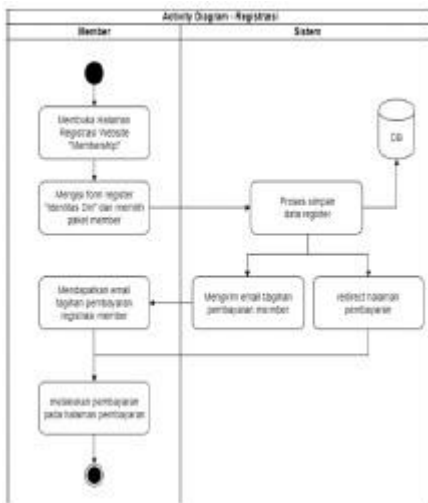 Activity Diagram - Registrasi
Member
Sistem
Membuka Halaman
Registrasi Website
"Membership"
DB
Mengisi form register
"Identitas Diri" dan memilih
paket member
Proses simpan
data register
Mendapatkan email
tagihan pembayaran
registrasi member
Mengirim email tagihan
pembayaran member
redirect halaman
pembayaran
melakukan pembayaran
pada halaman pembayaran